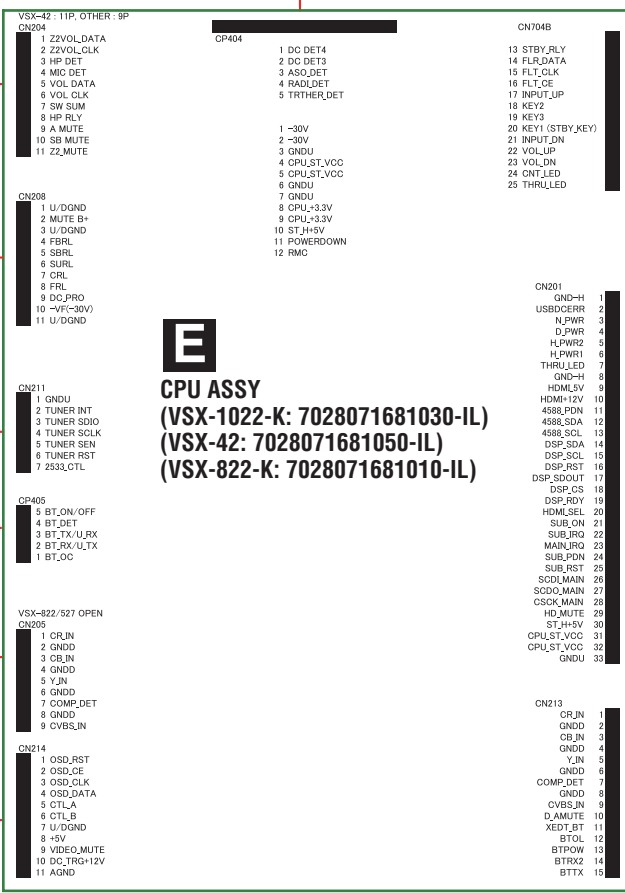 VSX-42 : 11P, OTHER : 9P
CN204
1 Z2VOL_DATA
2 Z2VOL_CLK
3 HP DET
4 MIC DET
5 VOL DATA
6 VOL CLK
7 SW SUM
8 HP RLY
9 A MUTE
10 SB MUTE
11 Z2_MUTE
CN208
1 U/DGND
2 MUTE B+
3 U/DGND
4 FBRL
5 SBRL
6 SURL
7 CRL
8 FRL
9 DC_PRO
10 -VF(-30V)
11 U/DGND
CN211
1 GNDU
2 TUNER INT
3 TUNER SDIO
4 TUNER SCLK
5 TUNER SEN
6 TUNER RST
7 2533_CTL
CP405
5 BT_ON/OFF
4 BT_DET
3 BT_TX/U_RX
2 BT_RX/U_TX
1 BT_OC
VSX-822/527 OPEN
CN205
1 CR_IN
2 GNDD
3 CB_IN
4 GNDD
5 Y_IN
6 GNDD
7 COMP_DET
8 GNDD
9 CVBS_IN
CN214
1 OSD_RST
2 OSD_CE
3 OSD_CLK
4 OSD_DATA
5 CTL_A
6 CTL_B
7 U/DGND
8 +5V
9 VIDEO_MUTE
10 DC_TRG+12V
11 AGND
CP404
1 DC DET4
2 DC DET3
3 ASO_DET
4 RADI_DET
5 TRTHER_DET
1 -30V
2 -30V
3 GNDU
4 CPU_ST_VCC
5 CPU_ST_VCC
6 GNDU
7 GNDU
8 CPU_+3.3V
9 CPU_+3.3V
10 ST_H+5V
11 POWERDOWN
12 RMC
E
CPU ASSY
(VSX-1022-K: 7028071681030-IL)
(VSX-42: 7028071681050-IL)
(VSX-822-K: 7028071681010-IL)
CN704B
13 STBY_RLY
14 FLR_DATA
15 FLT_CLK
16 FLT_CE
17 INPUT_UP
18 KEY2
19 KEY3
20 KEY1 (STBY_KEY)
21 INPUT_DN
22 VOL_UP
23 VOL_DN
24 CNT_LED
25 THRU_LED
CN201
GND-H 1
USBDCERR 2
N_PWR 3
D_PWR 4
H_PWR2 5
H_PWR1 6
THRU_LED 7
GND-H 8
HDMI_5V 9
HDMI+12V 10
4588_PDN 11
4588_SDA 12
4588_SCL 13
DSP_SDA 14
DSP_SCL 15
DSP_RST 16
DSP_SDOUT 17
DSP_CS 18
DSP_RDY 19
HDMI_SEL 20
SUB_ON 21
SUB_IRQ 22
MAIN_IRQ 23
SUB_PDN 24
SUB_RST 25
SCDI_MAIN 26
SCDO_MAIN 27
CSCK_MAIN 28
HD_MUTE 29
ST_H+5V 30
CPU_ST_VCC 31
CPU_ST_VCC 32
GNDU 33
CN213
CR_IN 1
GNDD 2
CB_IN 3
GNDD 4
Y_IN 5
GNDD 6
COMP_DET 7
GNDD 8
CVBS_IN 9
D_AMUTE 10
XEDT_BT 11
BTOL 12
BTPOW 13
BTRX2 14
BTTX 15